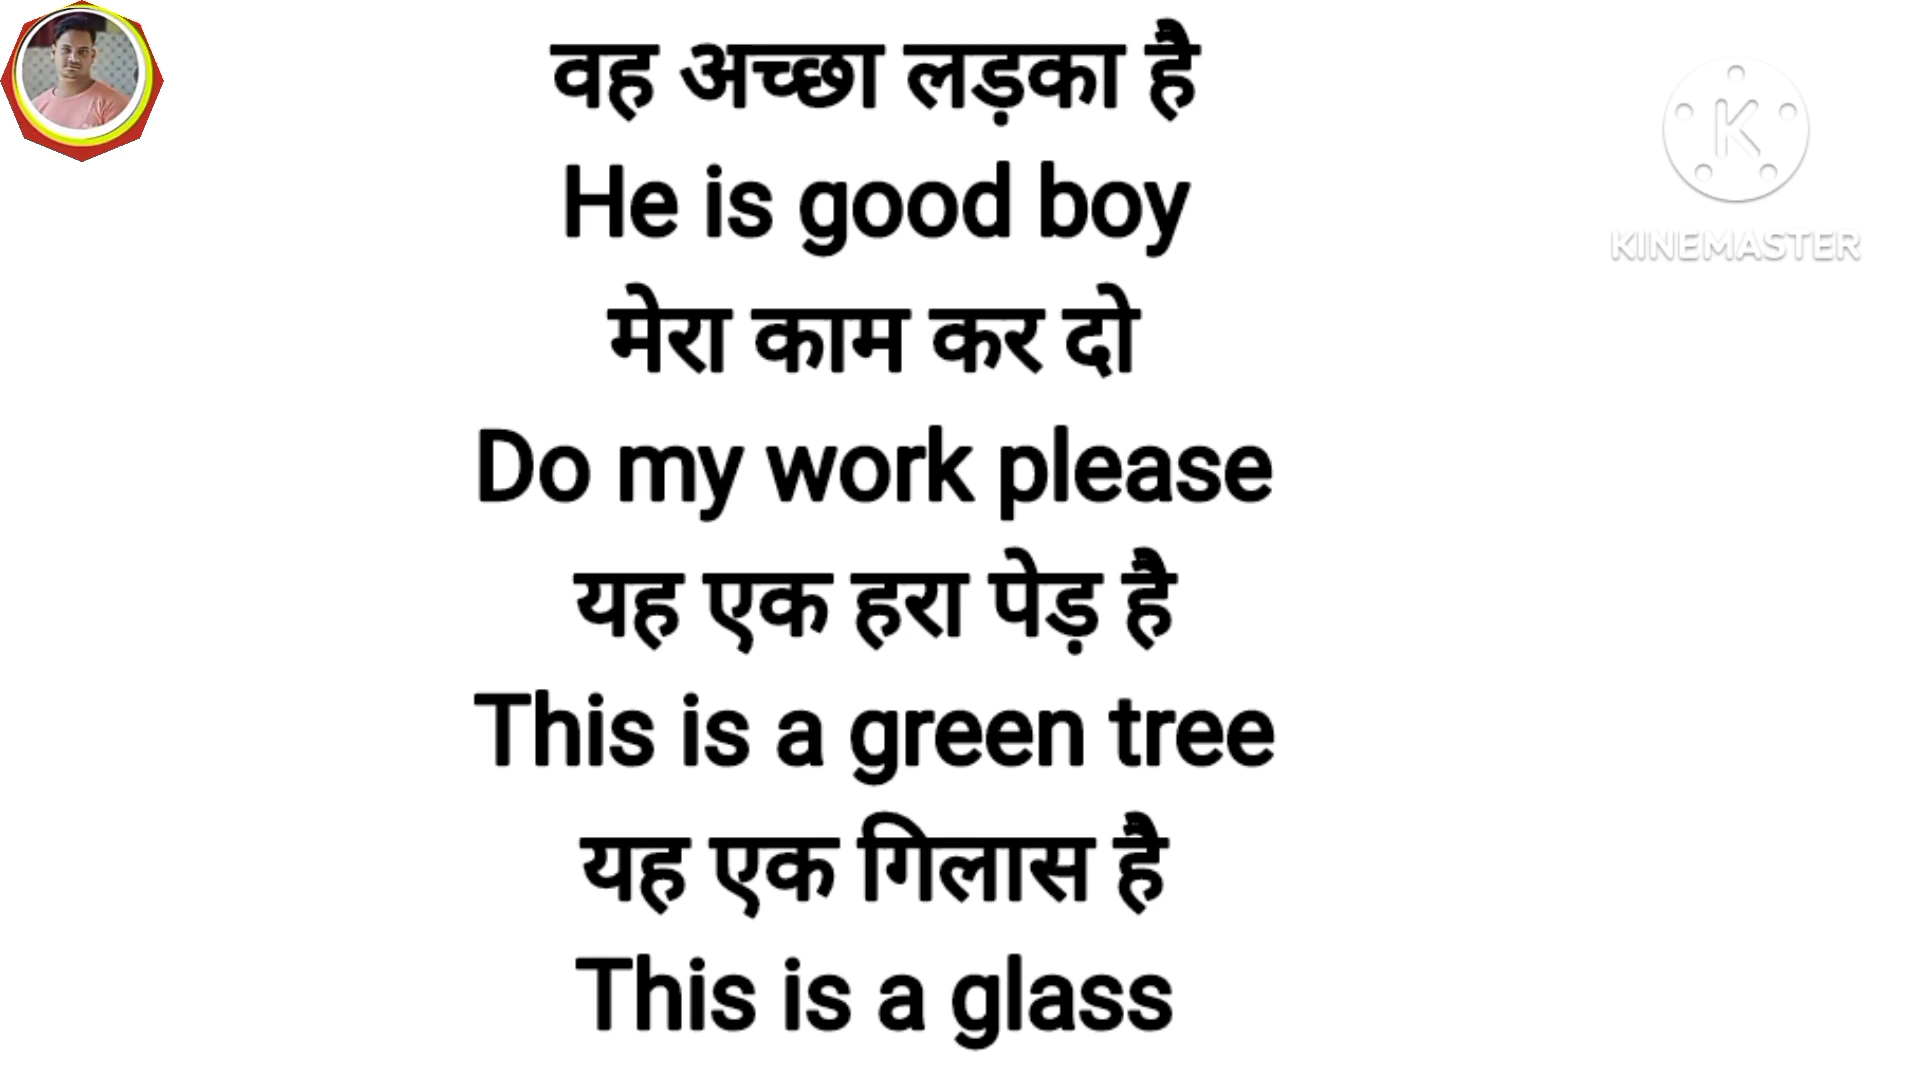 वह अच्छा लड़का है
He is good boy
मेरा काम कर दो
Do my work please
यह एक हरा पेड़ है
This is a green tree
यह एक गिलास है
This is a glass
K
KINEMASTER